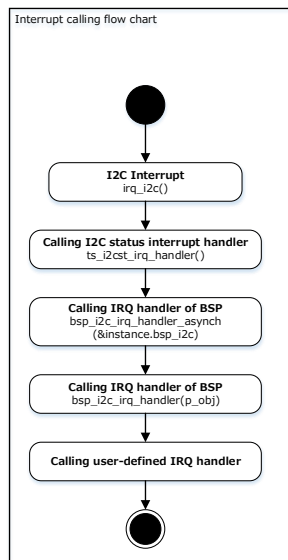 Interrupt calling flow chart
I2C Interrupt
irq_i2c()
Calling I2C status interrupt handler
ts_i2cst_irq_handler()
Calling IRQ handler of BSP
bsp_i2c_irq_handler_asynch
(&instance.bsp_i2c)
Calling IRQ handler of BSP
bsp_i2c_irq_handler(p_obj)
Calling user-defined IRQ handler